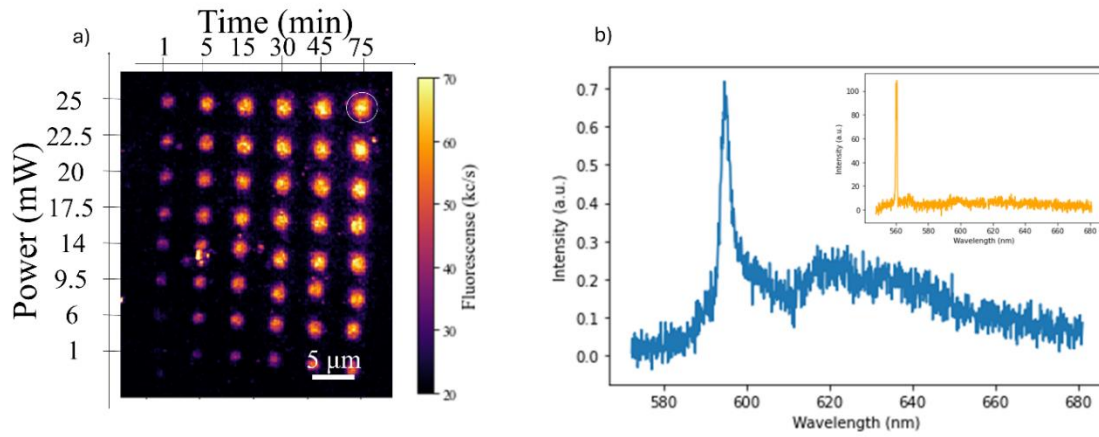 a)
Time (min)
1 5 15 30 45 75
Power (mW)
25
22.5
20
17.5
14
9.5
6
1
5 µm
70
60
50
40
30
20
Fluorescense (kc/s)
b)
0.7
0.6
0.5
0.4
0.3
0.2
0.1
0.0
Intensity (a.u.)
580 600 620 640 660 680
Wavelength (nm)
100
80
60
40
20
0
Intensity (a.u.)
560 580 600 620 640 660 680
Wavelength (nm)